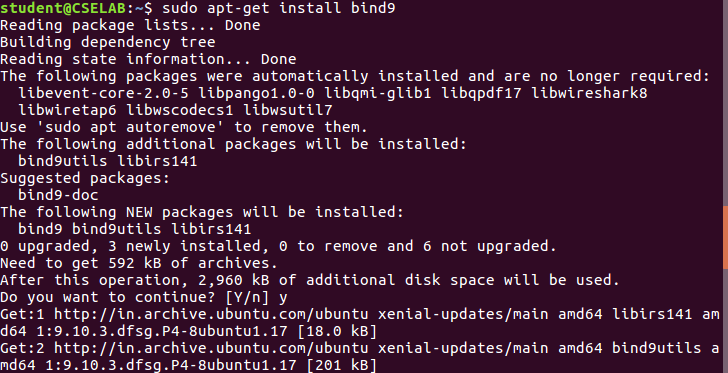 student@CSELAB:~$ sudo apt-get install bind9
Reading package lists... Done
Building dependency tree
Reading state information... Done
The following packages were automatically installed and are no longer required:
  libevent-core-2.0-5 libpango1.0-0 libqmi-glib1 libqpdf17 libwireshark8
  libwiretap6 libwscodecs1 libwsutil7
Use 'sudo apt autoremove' to remove them.
The following additional packages will be installed:
  bind9utils libirs141
Suggested packages:
  bind9-doc
The following NEW packages will be installed:
  bind9 bind9utils libirs141
0 upgraded, 3 newly installed, 0 to remove and 6 not upgraded.
Need to get 592 kB of archives.
After this operation, 2,960 kB of additional disk space will be used.
Do you want to continue? [Y/n] y
Get:1 http://in.archive.ubuntu.com/ubuntu xenial-updates/main amd64 libirs141 am
d64 1:9.10.3.dfsg.P4-8ubuntu1.17 [18.0 kB]
Get:2 http://in.archive.ubuntu.com/ubuntu xenial-updates/main amd64 bind9utils a
md64 1:9.10.3.dfsg.P4-8ubuntu1.17 [201 kB]